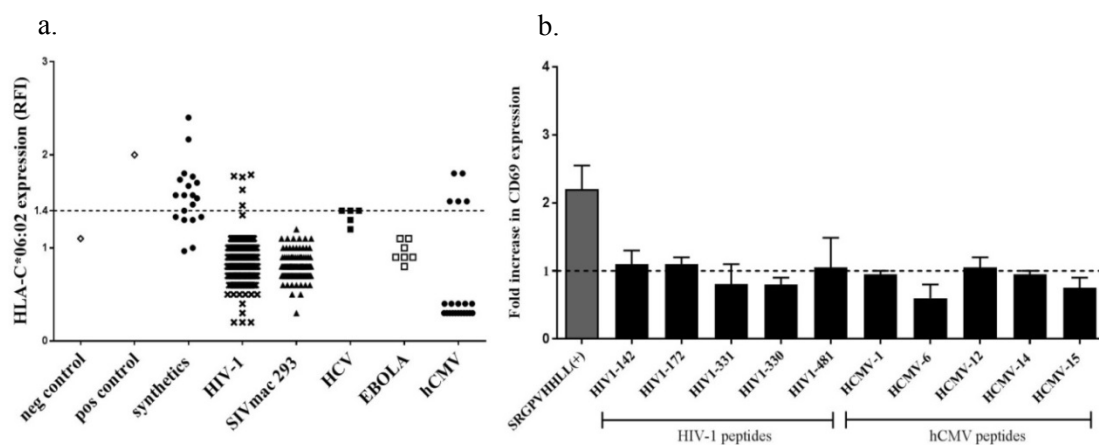 a.
HLA-C*06:02 expression (RFI)
3
2
1.4
1
0
neg control
pos control
synthetics
HIV-1
SIVmac 293
HCV
EBOLA
hCMV
b.
Fold increase in CD69 expression
4
3
2
1
0
SRGPVHHLL(+)
HIV1-142
HIV1-172
HIV1-331
HIV1-330
HIV1-481
HCMV-1
HCMV-6
HCMV-12
HCMV-14
HCMV-15
HIV-1 peptides
hCMV peptides